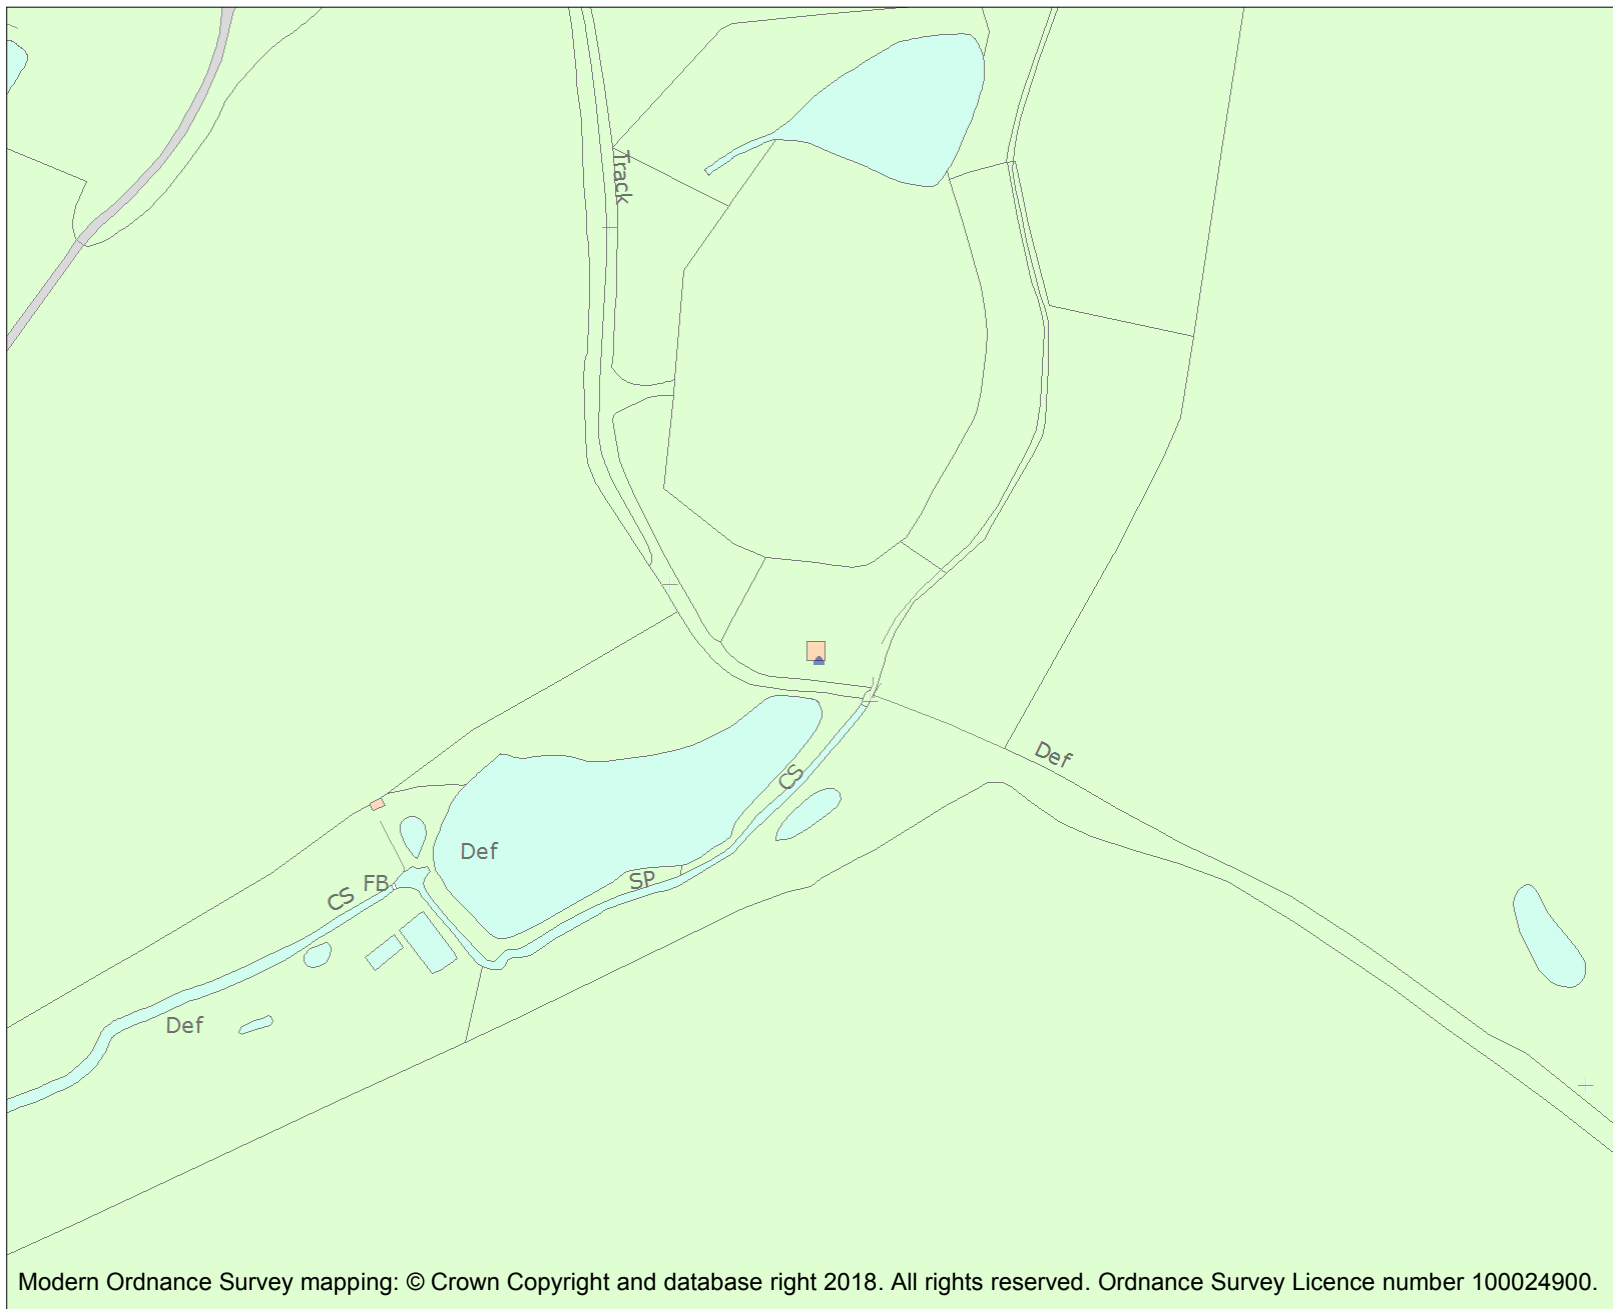 Track
Def
CS
Def
SP
FB
CS
Def
Modern Ordnance Survey mapping: © Crown Copyright and database right 2018. All rights reserved. Ordnance Survey Licence number 100024900.